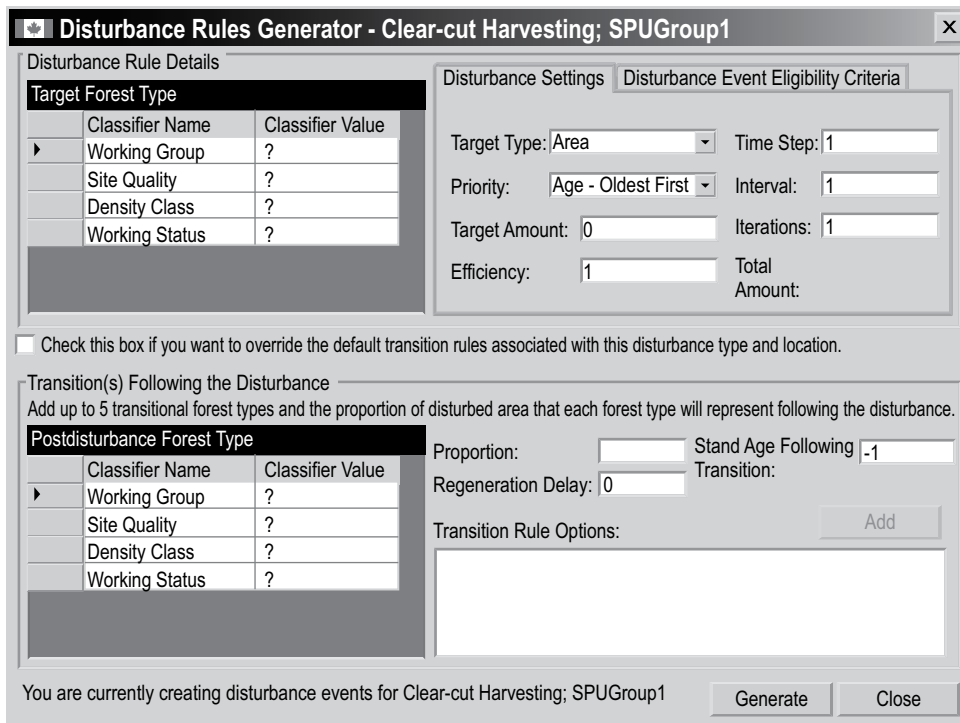 Disturbance Rules Generator - Clear-cut Harvesting; SPUGroup1
X
Disturbance Rule Details
Target Forest Type
Classifier Name Classifier Value
Working Group ?
Site Quality ?
Density Class ?
Working Status ?
Disturbance Settings Disturbance Event Eligibility Criteria
Target Type: Area Time Step: 1
Priority: Age - Oldest First Interval: 1
Target Amount: 0 Iterations: 1
Efficiency: 1 Total
Amount:
Check this box if you want to override the default transition rules associated with this disturbance type and location.
Transition(s) Following the Disturbance
Add up to 5 transitional forest types and the proportion of disturbed area that each forest type will represent following the disturbance.
Postdisturbance Forest Type
Classifier Name Classifier Value
Working Group ?
Site Quality ?
Density Class ?
Working Status ?
Proportion: Stand Age Following -1
Transition:
Regeneration Delay: 0
Add
Transition Rule Options:
You are currently creating disturbance events for Clear-cut Harvesting; SPUGroup1 Generate Close